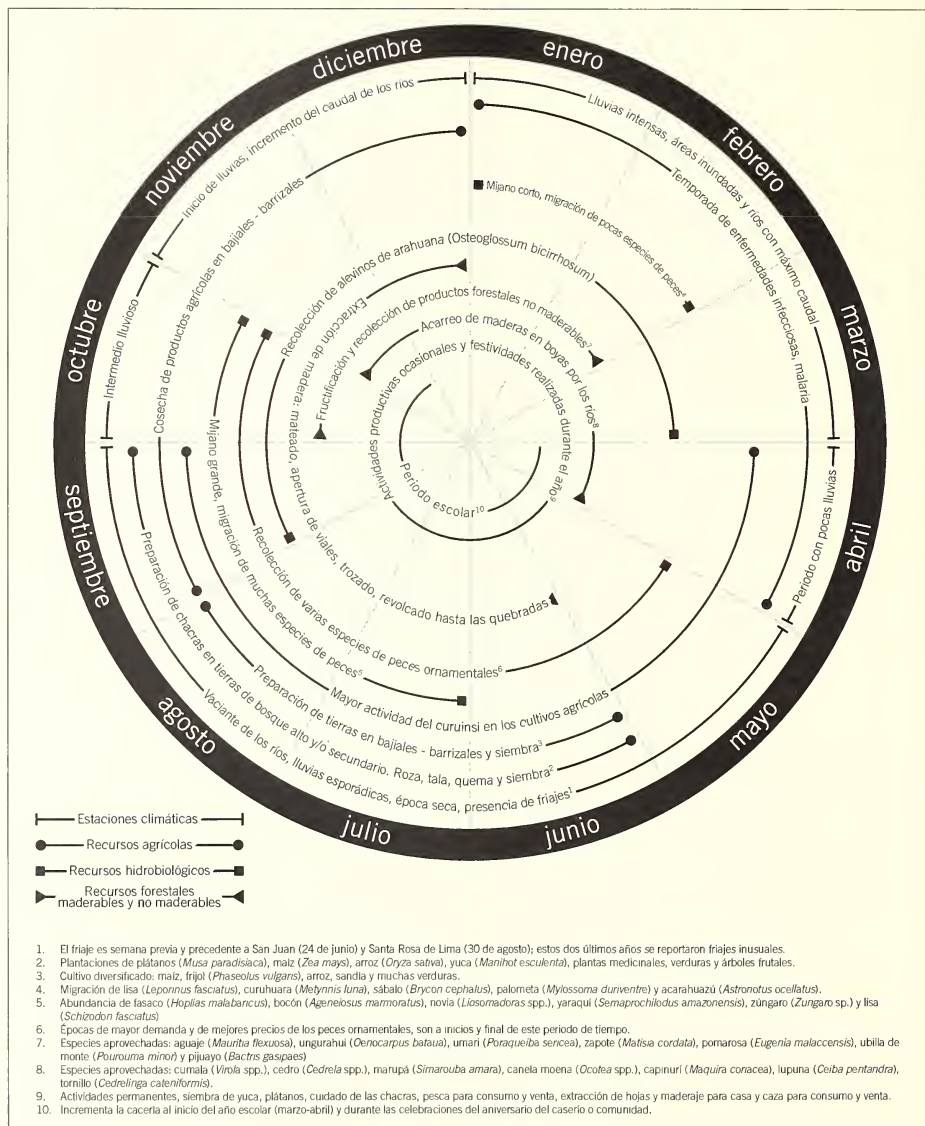 enero
febrero
marzo
abril
mayo
junio
julio
agosto
septiembre
octubre
noviembre
diciembre
Inicio de lluvias, incremento del caudal de los rios
Lluvias intensas, áreas inundadas y ríos con máximo caudal
Periodo con pocas lluvias
Vaciante de los ríos, lluvias esporádicas, época seca, presencia de friajes1
Intermedio lluvioso
Temporada de enfermedades infecciosas, malaria
Preparación de chacras en tierras de bosque alto y/o secundario. Roza, tala, quema y siembra2
Cosecha de productos agrícolas en bajiales - barrizales
Preparación de tierras en bajiales - barrizales y siembra3
Mayor actividad del curuinsi en los cultivos agrícolas
Mijano corto, migración de pocas especies de peces4
Mijano grande, migración de muchas especies de peces5
Recolección de alevinos de arahuana (Osteoglossum bicirrhosum)
Recolección de varias especies de peces ornamentales6
Extracción de madera: mateado, apertura de viales, trozado, revolcado hasta las quebradas
Fructificación y recolección de productos forestales no maderables7
Acarreo de maderas en boyas por los ríos8
Actividades productivas ocasionales y festividades realizadas durante el año9
Periodo escolar10
Estaciones climáticas
Recursos agrícolas
Recursos hidrobiológicos
Recursos forestales
maderables y no maderables
1. El friaje es semana previa y precedente a San Juan (24 de junio) y Santa Rosa de Lima (30 de agosto); estos dos últimos años se reportaron friajes inusuales.
2. Plantaciones de plátanos (Musa paradisiaca), maíz (Zea mays), arroz (Oryza sativa), yuca (Manihot esculenta), plantas medicinales, verduras y árboles frutales.
3. Cultivo diversificado: maíz, frijol (Phaseolus vulgaris), arroz, sandía y muchas verduras.
4. Migración de lisa (Leporinus fasciatus), curuhuara (Metynnis luna), sábalo (Brycon cephalus), palometa (Mylossoma duriventre) y acarahuazú (Astronotus ocellatus).
5. Abundancia de fasaco (Hoplias malabaricus), bocón (Ageneiosus marmoratus), novia (Liosomadoras spp.), yaraquí (Semaprochilodus amazonensis), zúngaro (Zungaro sp.) y lisa
(Schizodon fasciatus)
6. Épocas de mayor demanda y de mejores precios de los peces ornamentales, son a inicios y final de este periodo de tiempo.
7. Especies aprovechadas: aguaje (Mauritia flexuosa), ungurahui (Oenocarpus bataua), umari (Poraqueiba sericea), zapote (Matisia cordata), pomarosa (Eugenia malaccensis), ubilla de
monte (Pourouma minor) y pijuayo (Bactris gasipaes)
8. Especies aprovechadas: cumala (Virola spp.), cedro (Cedrela spp.), marupá (Simarouba amara), canela moena (Ocotea spp.), capinurí (Maquira coriacea), lupuna (Ceiba pentandra),
tornillo (Cedrelinga cateniformis).
9. Actividades permanentes, siembra de yuca, plátanos, cuidado de las chacras, pesca para consumo y venta, extracción de hojas y maderaje para casa y caza para consumo y venta.
10. Incrementa la cacería al inicio del año escolar (marzo-abril) y durante las celebraciones del aniversario del caserío o comunidad.